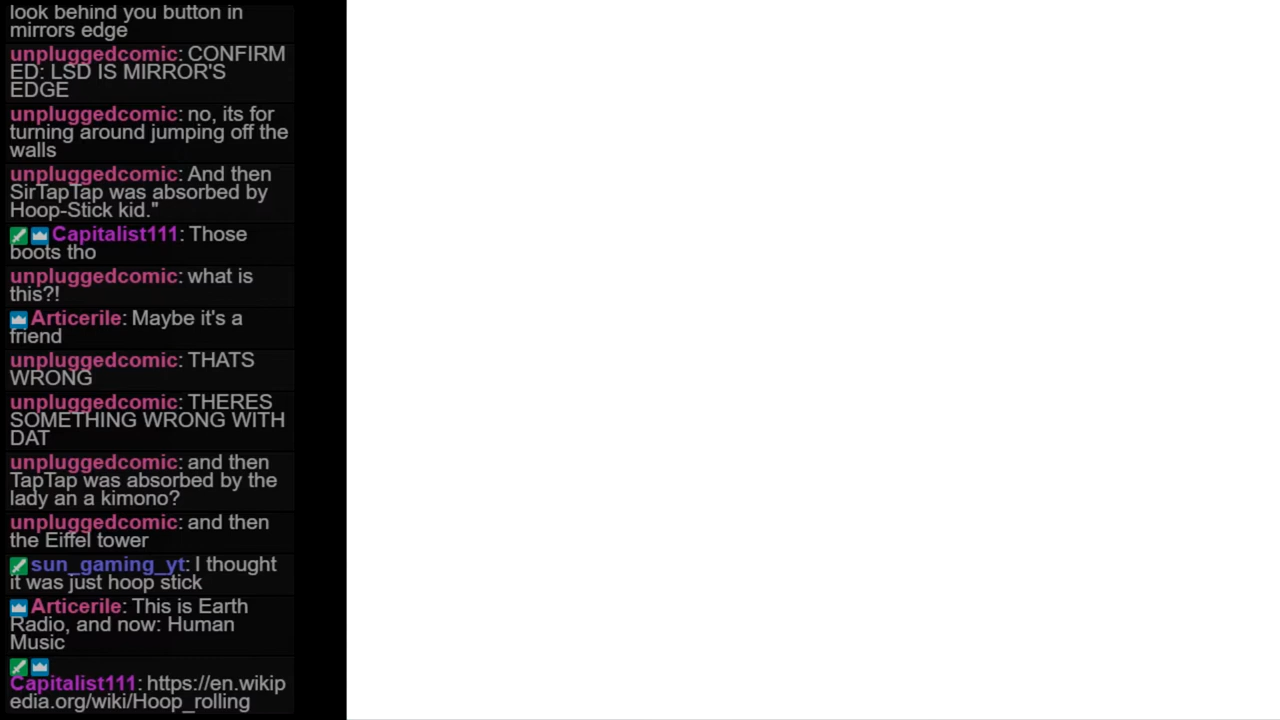 look behind you button in
mirrors edge
unpluggedcomic: CONFIRM
ED: LSD IS MIRROR'S
EDGE
unpluggedcomic: no, its for
turning around jumping off the
walls
unpluggedcomic: And then
SirTapTap was absorbed by
Hoop-Stick kid."
Capitalist111: Those
boots tho
unpluggedcomic: what is
this?!
Articerile: Maybe it's a
friend
unpluggedcomic: THATS
WRONG
unpluggedcomic: THERES
SOMETHING WRONG WITH
DAT
unpluggedcomic: and then
TapTap was absorbed by the
lady an a kimono?
unpluggedcomic: and then
the Eiffel tower
sun_gaming_yt: I thought
it was just hoop stick
Articerile: This is Earth
Radio, and now: Human
Music
Capitalist111: https://en.wikip
edia.org/wiki/Hoop_rolling